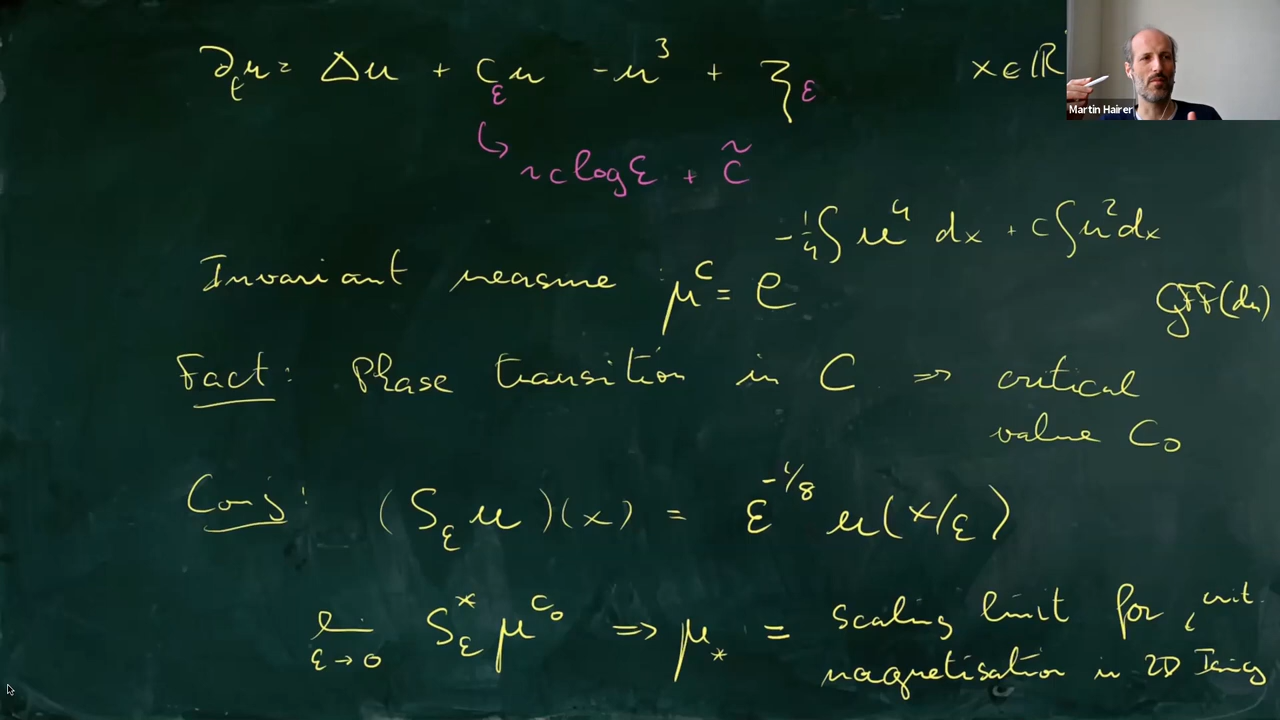 ∂ₜu = Δu + C_ε u - u³ + ξ_ε x ∈ ℝ
Martin Hairer
↳ ~ c log ε + c̃
Invariant measure μ^C = e^{-¼∫u⁴ dx + C∫u² dx} GFF(du)
Fact: Phase transition in C ⇒ critical
value C₀
Conj: (S_ε u)(x) = ε^{-1/8} u(x/ε)
lim_{ε→0} S_ε^* μ^{C₀} ⇒ μ_* = scaling limit for crit.
magnetisation in 2D Ising